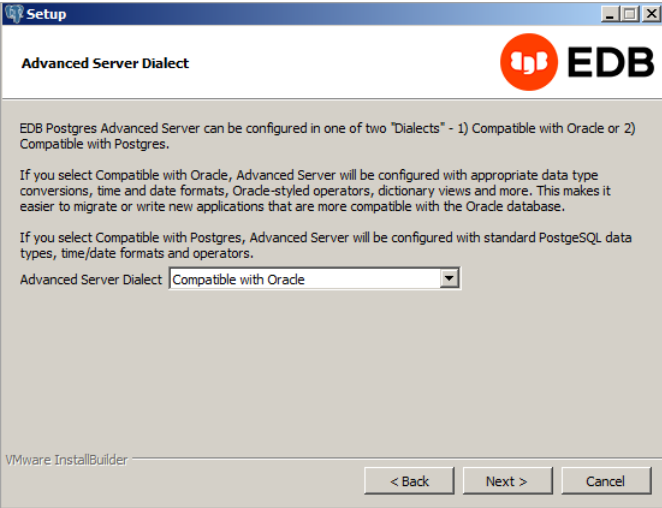 Setup
Advanced Server Dialect
EDB
EDB Postgres Advanced Server can be configured in one of two "Dialects" - 1) Compatible with Oracle or 2)
Compatible with Postgres.
If you select Compatible with Oracle, Advanced Server will be configured with appropriate data type
conversions, time and date formats, Oracle-styled operators, dictionary views and more. This makes it
easier to migrate or write new applications that are more compatible with the Oracle database.
If you select Compatible with Postgres, Advanced Server will be configured with standard PostgeSQL data
types, time/date formats and operators.
Advanced Server Dialect Compatible with Oracle
VMware InstallBuilder
< Back Next > Cancel